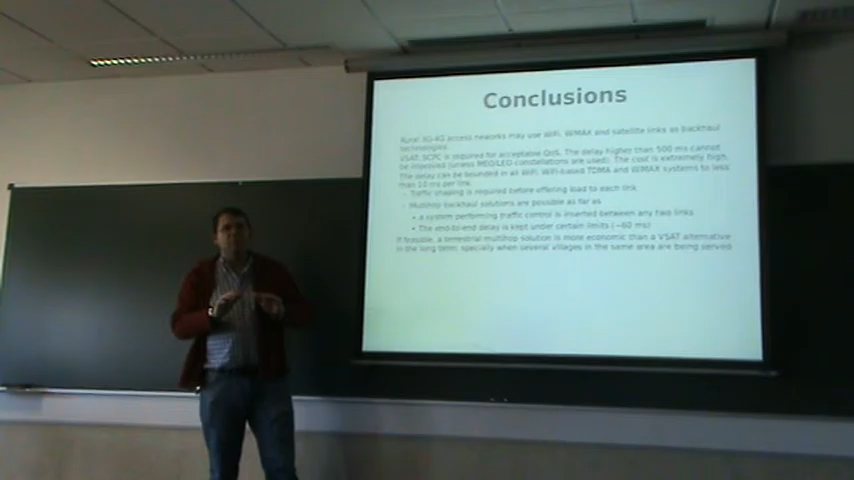 Conclusions
Rural 3G-4G access neworks may use WiFi, WiMAX and satellite links as backhaul
technologies.
VSAT SCPC is required for acceptable QoS. The delay higher than 500 ms cannot
be improved (unless MEO/LEO constellations are used). The cost is extremely high.
The delay can be bounded in all WiFi, WiFi-based TDMA and WiMAX systems to less
than 10 ms per link.
- Traffic shaping is required before offering load to each link
- Multihop backhaul solutions are possible as far as
• a system performing traffic control is inserted between any two links
• The end-to-end delay is kept under certain limits (~60 ms)
If feasible, a terrestrial multihop solution is more economic than a VSAT alternative
in the long term, specially when several villages in the same area are being served